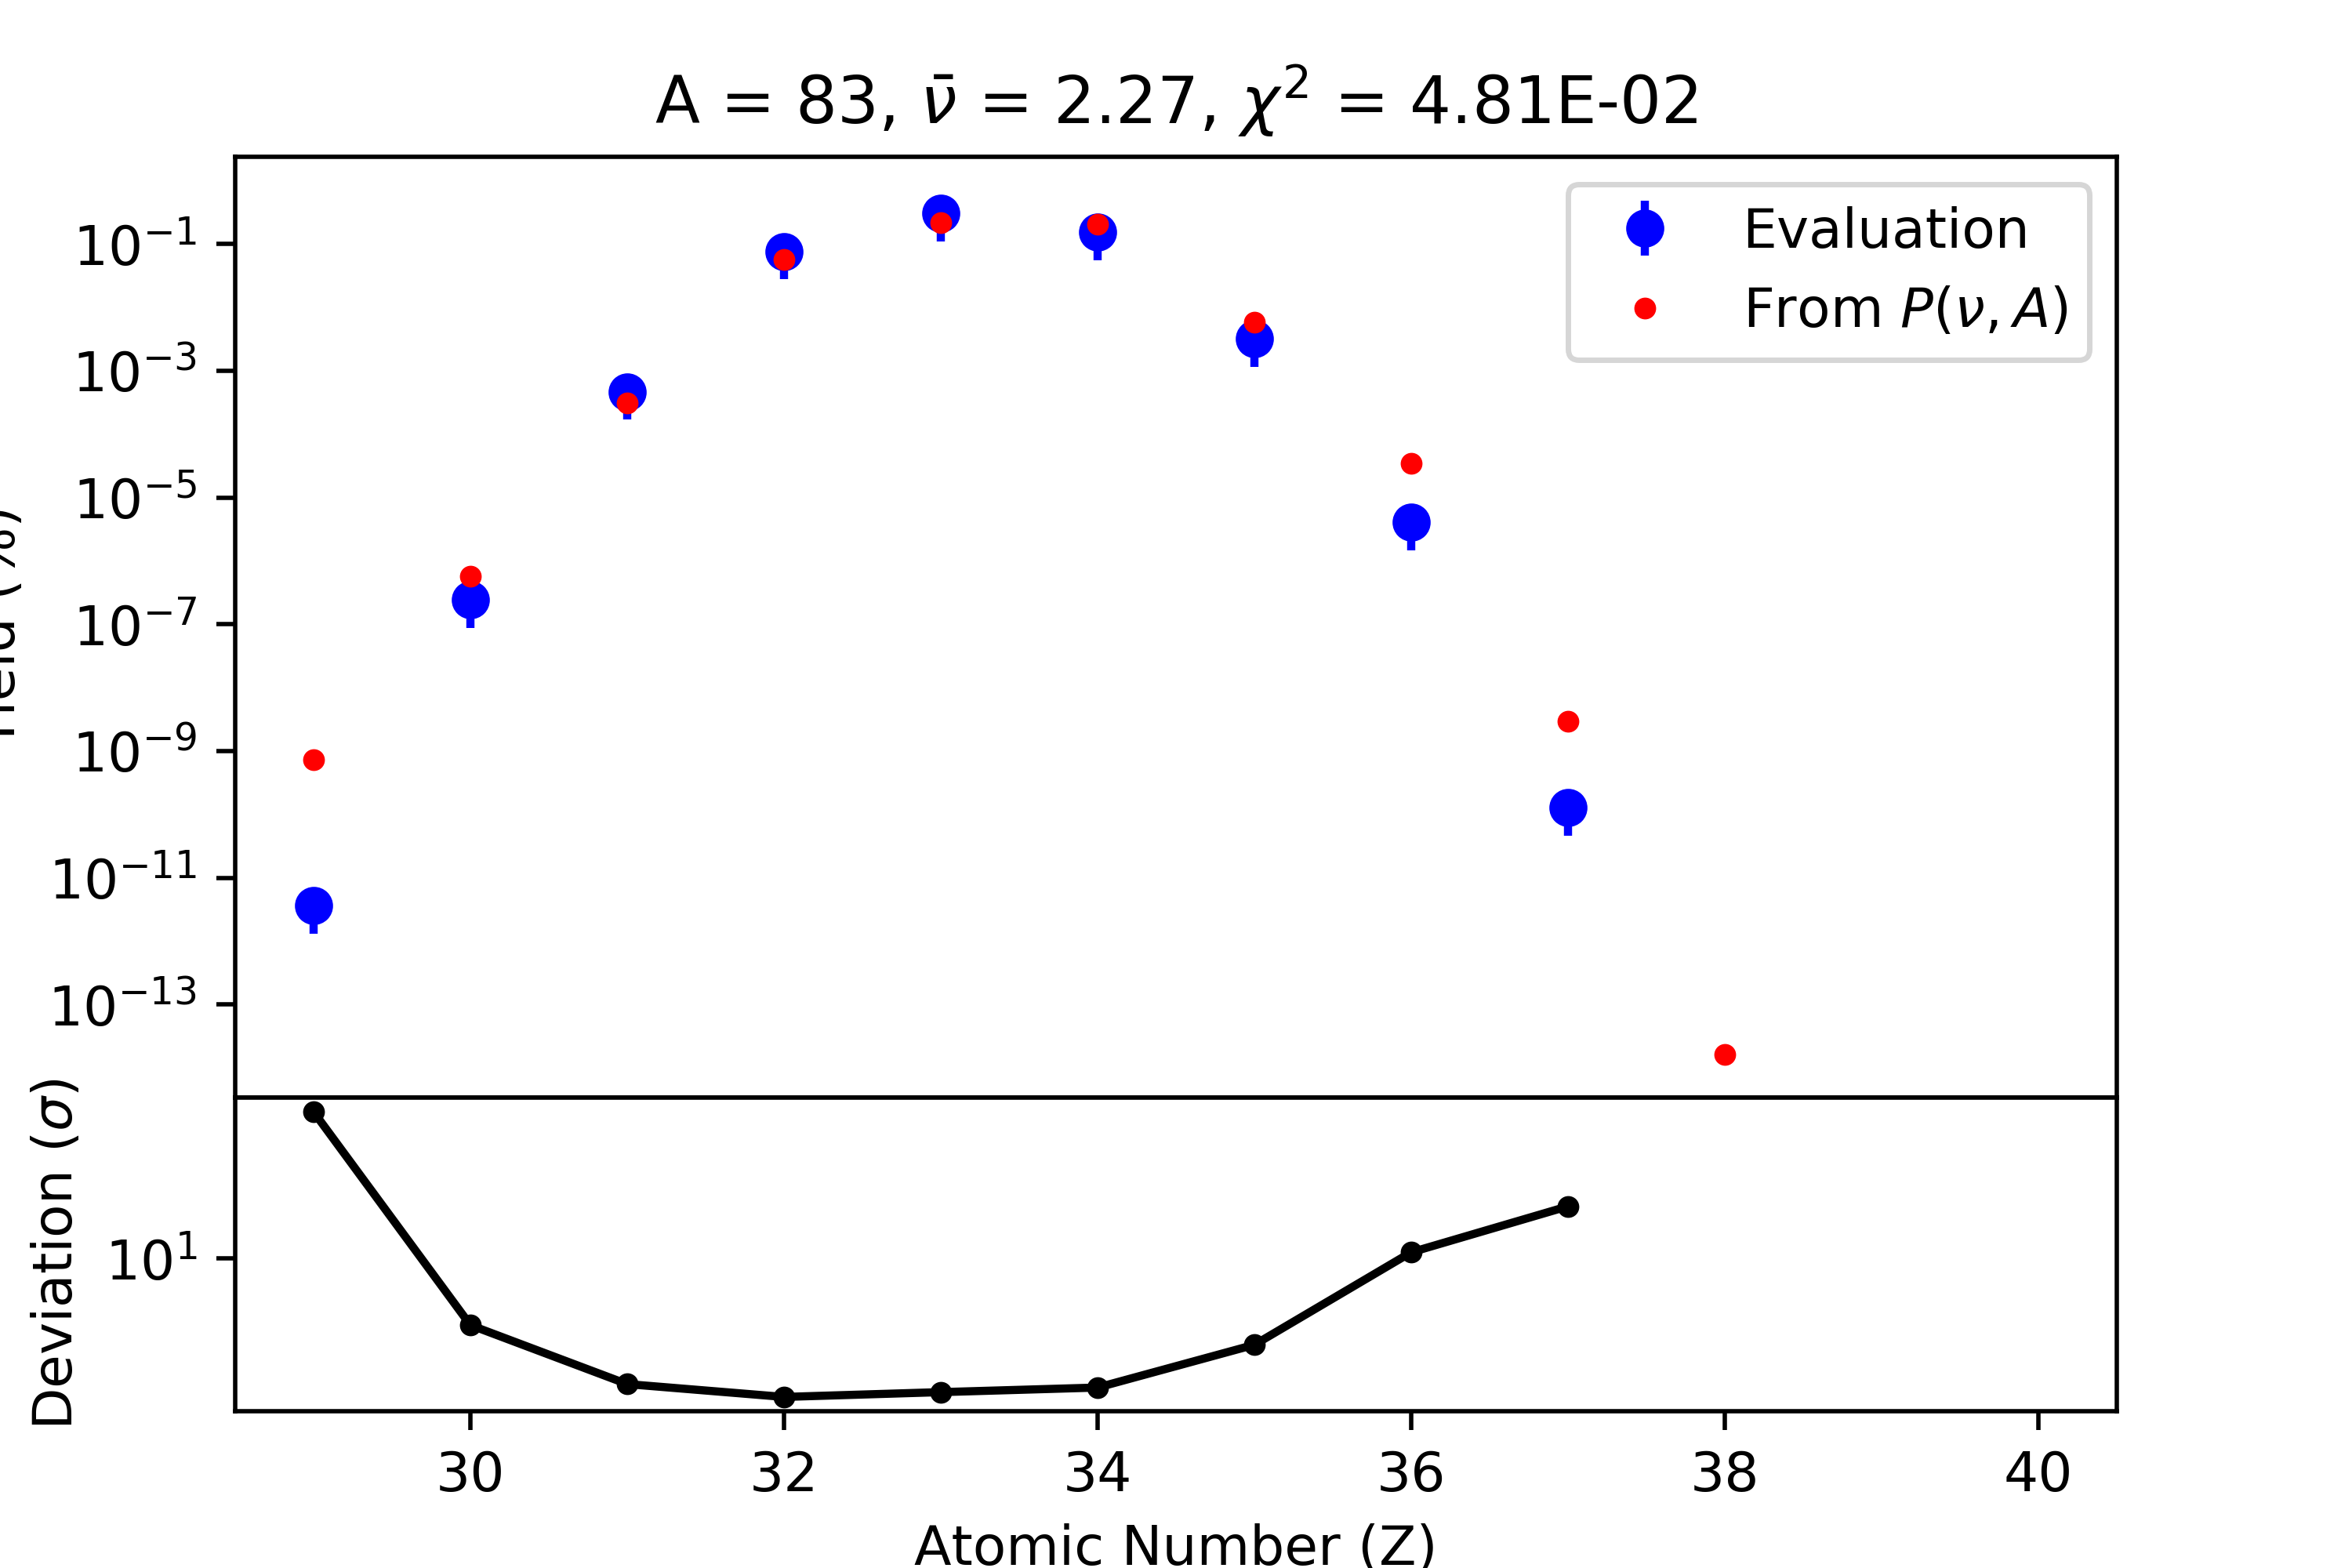 A = 83, ν̄ = 2.27, χ² = 4.81E-02
Evaluation
From P(ν, A)
10⁻¹
10⁻³
10⁻⁵
10⁻⁷
10⁻⁹
10⁻¹¹
10⁻¹³
(%)
Deviation (σ)
10¹
30 32 34 36 38 40
Atomic Number (Z)